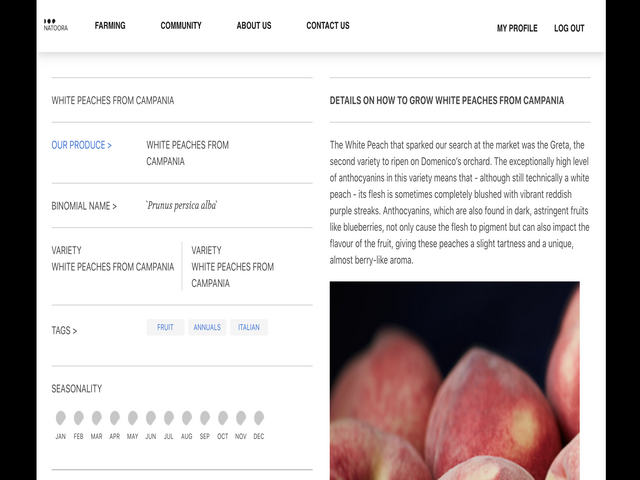 NATOORA
FARMING
COMMUNITY
ABOUT US
CONTACT US
MY PROFILE
LOG OUT
WHITE PEACHES FROM CAMPANIA
OUR PRODUCE >
WHITE PEACHES FROM
CAMPANIA
BINOMIAL NAME >
`Prunus persica alba`
VARIETY
WHITE PEACHES FROM CAMPANIA
VARIETY
WHITE PEACHES FROM
CAMPANIA
TAGS >
FRUIT
ANNUALS
ITALIAN
SEASONALITY
JAN FEB MAR APR MAY JUN JUL AUG SEP OCT NOV DEC
DETAILS ON HOW TO GROW WHITE PEACHES FROM CAMPANIA
The White Peach that sparked our search at the market was the Greta, the
second variety to ripen on Domenico's orchard. The exceptionally high level
of anthocyanins in this variety means that - although still technically a white
peach - its flesh is sometimes completely blushed with vibrant reddish
purple streaks. Anthocyanins, which are also found in dark, astringent fruits
like blueberries, not only cause the flesh to pigment but can also impact the
flavour of the fruit, giving these peaches a slight tartness and a unique,
almost berry-like aroma.